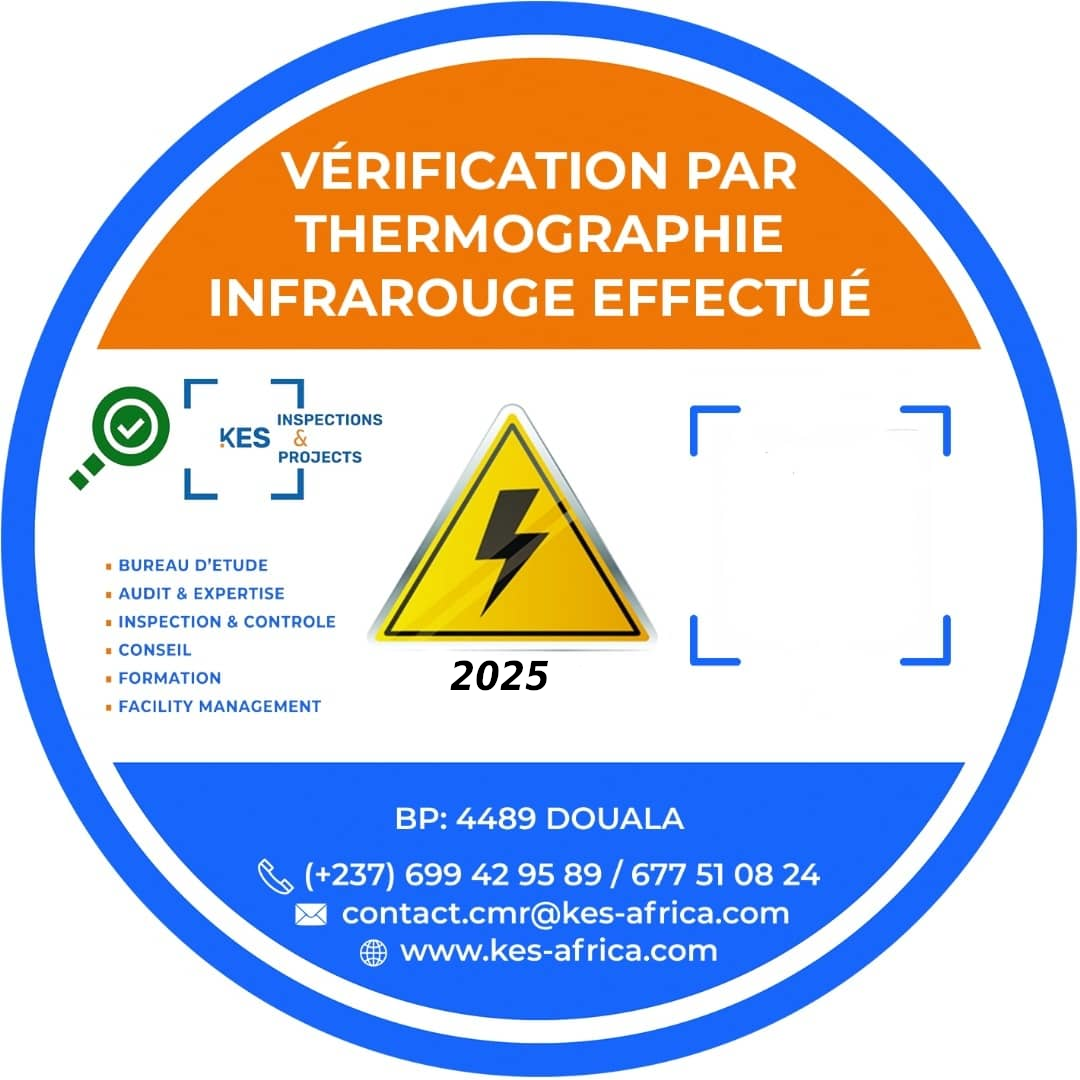 VÉRIFICATION PAR
THERMOGRAPHIE
INFRAROUGE EFFECTUÉ
KES INSPECTIONS
&
PROJECTS
▪ BUREAU D'ETUDE
▪ AUDIT & EXPERTISE
▪ INSPECTION & CONTROLE
▪ CONSEIL
▪ FORMATION
▪ FACILITY MANAGEMENT
2025
BP: 4489 DOUALA
(+237) 699 42 95 89 / 677 51 08 24
contact.cmr@kes-africa.com
www.kes-africa.com